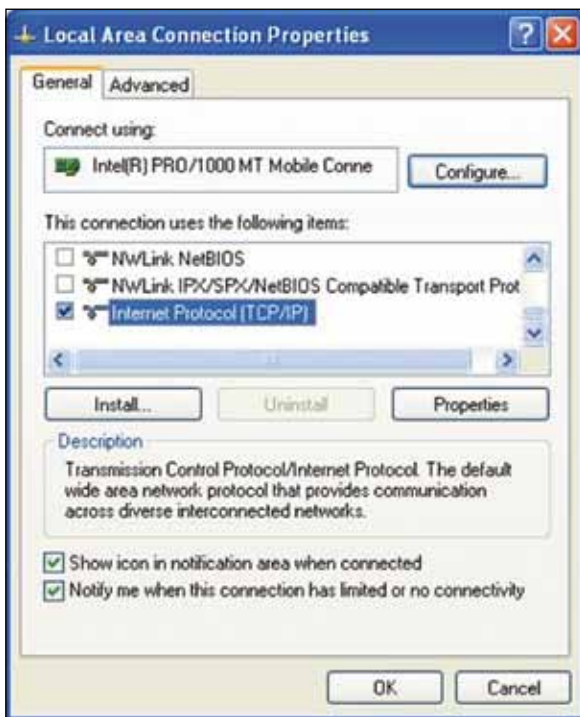 Local Area Connection Properties
General Advanced
Connect using:
Intel(R) PRO/1000 MT Mobile Conne Configure...
This connection uses the following items:
NWLink NetBIOS
NWLink IPX/SPX/NetBIOS Compatible Transport Prot
Internet Protocol (TCP/IP)
Install... Uninstall Properties
Description
Transmission Control Protocol/Internet Protocol. The default
wide area network protocol that provides communication
across diverse interconnected networks.
Show icon in notification area when connected
Notify me when this connection has limited or no connectivity
OK Cancel